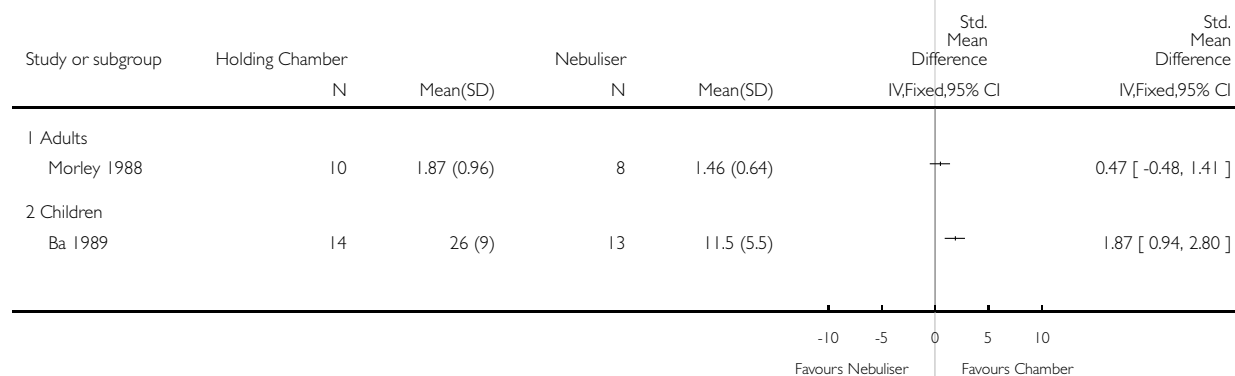 Std.
Mean
Difference
Std.
Mean
Difference
Study or subgroup Holding Chamber Nebuliser
N Mean(SD) N Mean(SD) IV,Fixed,95% CI IV,Fixed,95% CI
1 Adults
Morley 1988 10 1.87 (0.96) 8 1.46 (0.64) 0.47 [ -0.48, 1.41 ]
2 Children
Ba 1989 14 26 (9) 13 11.5 (5.5) 1.87 [ 0.94, 2.80 ]
-10 -5 0 5 10
Favours Nebuliser Favours Chamber